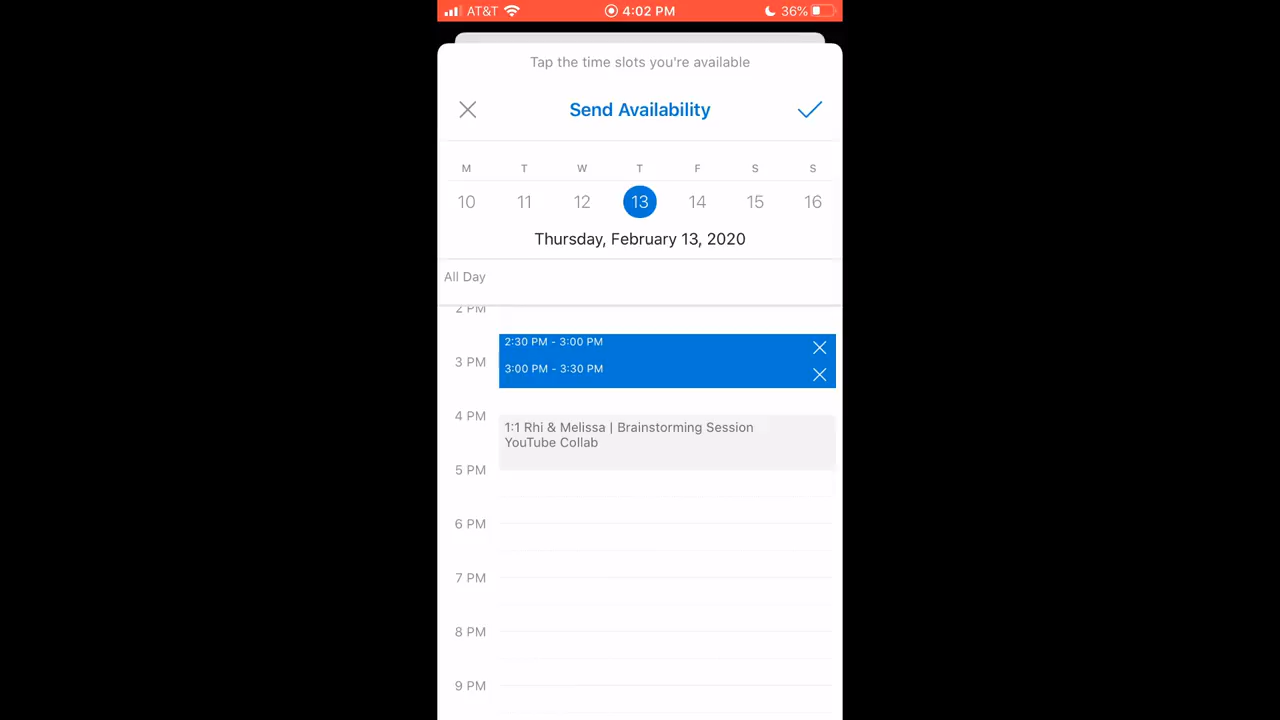 AT&T 4:02 PM 36%
Tap the time slots you're available
Send Availability
M T W T F S S
10 11 12 13 14 15 16
Thursday, February 13, 2020
All Day
2 PM
2:30 PM - 3:00 PM
3 PM
3:00 PM - 3:30 PM
4 PM
1:1 Rhi & Melissa | Brainstorming Session
YouTube Collab
5 PM
6 PM
7 PM
8 PM
9 PM